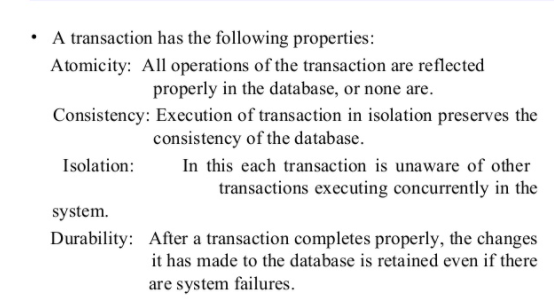 • A transaction has the following properties:
Atomicity: All operations of the transaction are reflected
properly in the database, or none are.
Consistency: Execution of transaction in isolation preserves the
consistency of the database.
Isolation: In this each transaction is unaware of other
transactions executing concurrently in the
system.
Durability: After a transaction completes properly, the changes
it has made to the database is retained even if there
are system failures.